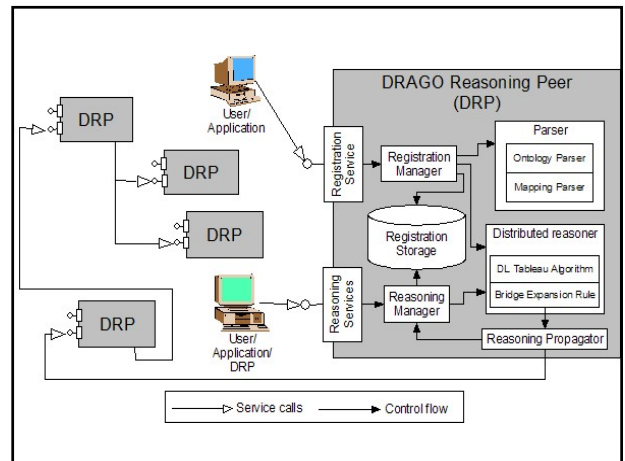 DRAGO Reasoning Peer
(DRP)
DRP
DRP
DRP
DRP
User/
Application
User/
Application/
DRP
Registration
Service
Reasoning
Services
Registration
Manager
Parser
Ontology Parser
Mapping Parser
Registration
Storage
Distributed reasoner
DL Tableau Algorithm
Bridge Expansion Rule
Reasoning
Manager
Reasoning Propagator
Service calls
Control flow